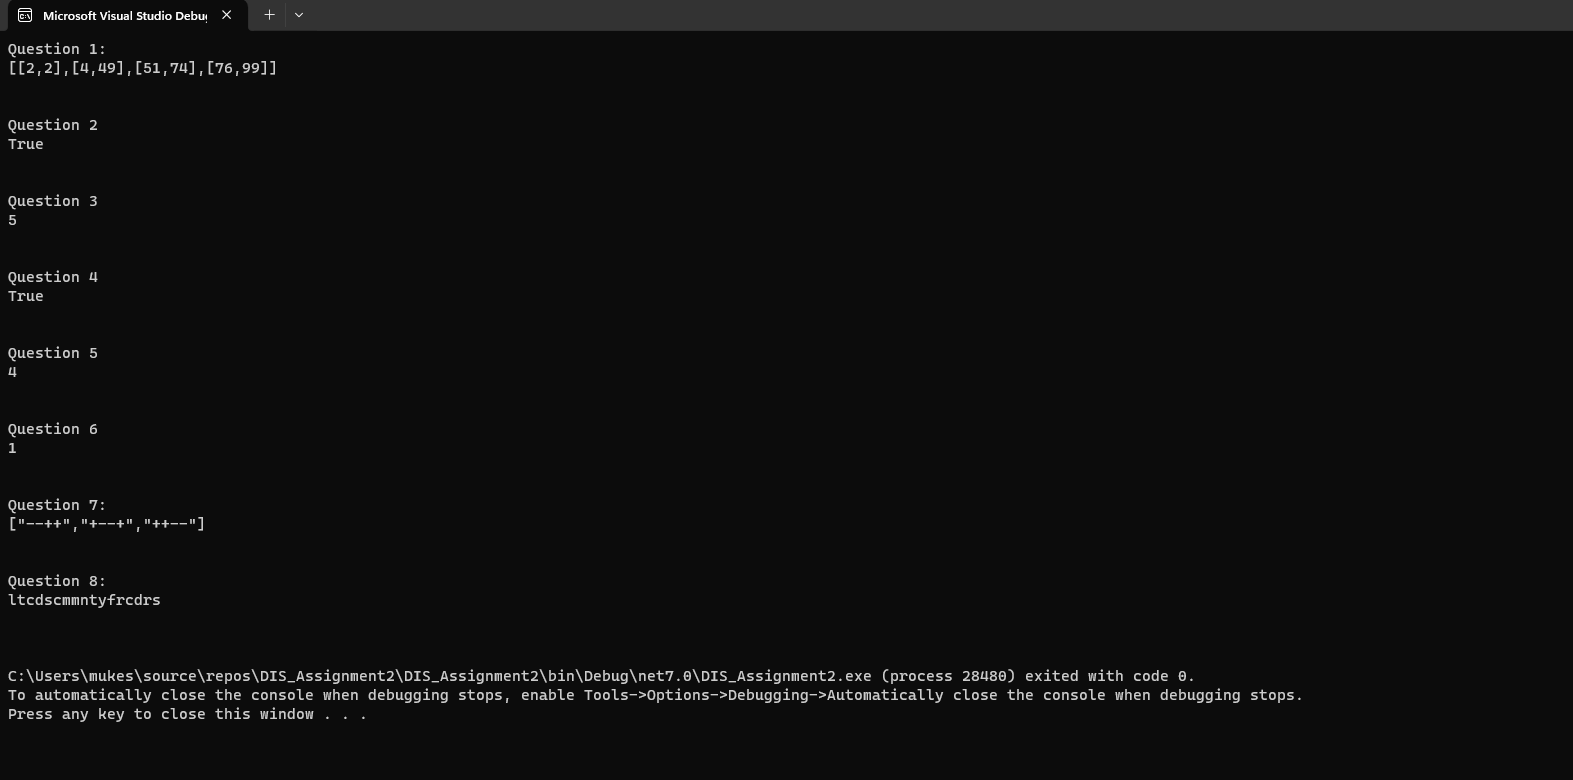 Microsoft Visual Studio Debug
Question 1:
[[2,2],[4,49],[51,74],[76,99]]
Question 2
True
Question 3
5
Question 4
True
Question 5
4
Question 6
1
Question 7:
["--++","+--+","++--"]
Question 8:
ltcdscmmntyfrcdrs
C:\Users\mukes\source\repos\DIS_Assignment2\DIS_Assignment2\bin\Debug\net7.0\DIS_Assignment2.exe (process 28480) exited with code 0.
To automatically close the console when debugging stops, enable Tools->Options->Debugging->Automatically close the console when debugging stops.
Press any key to close this window . . .